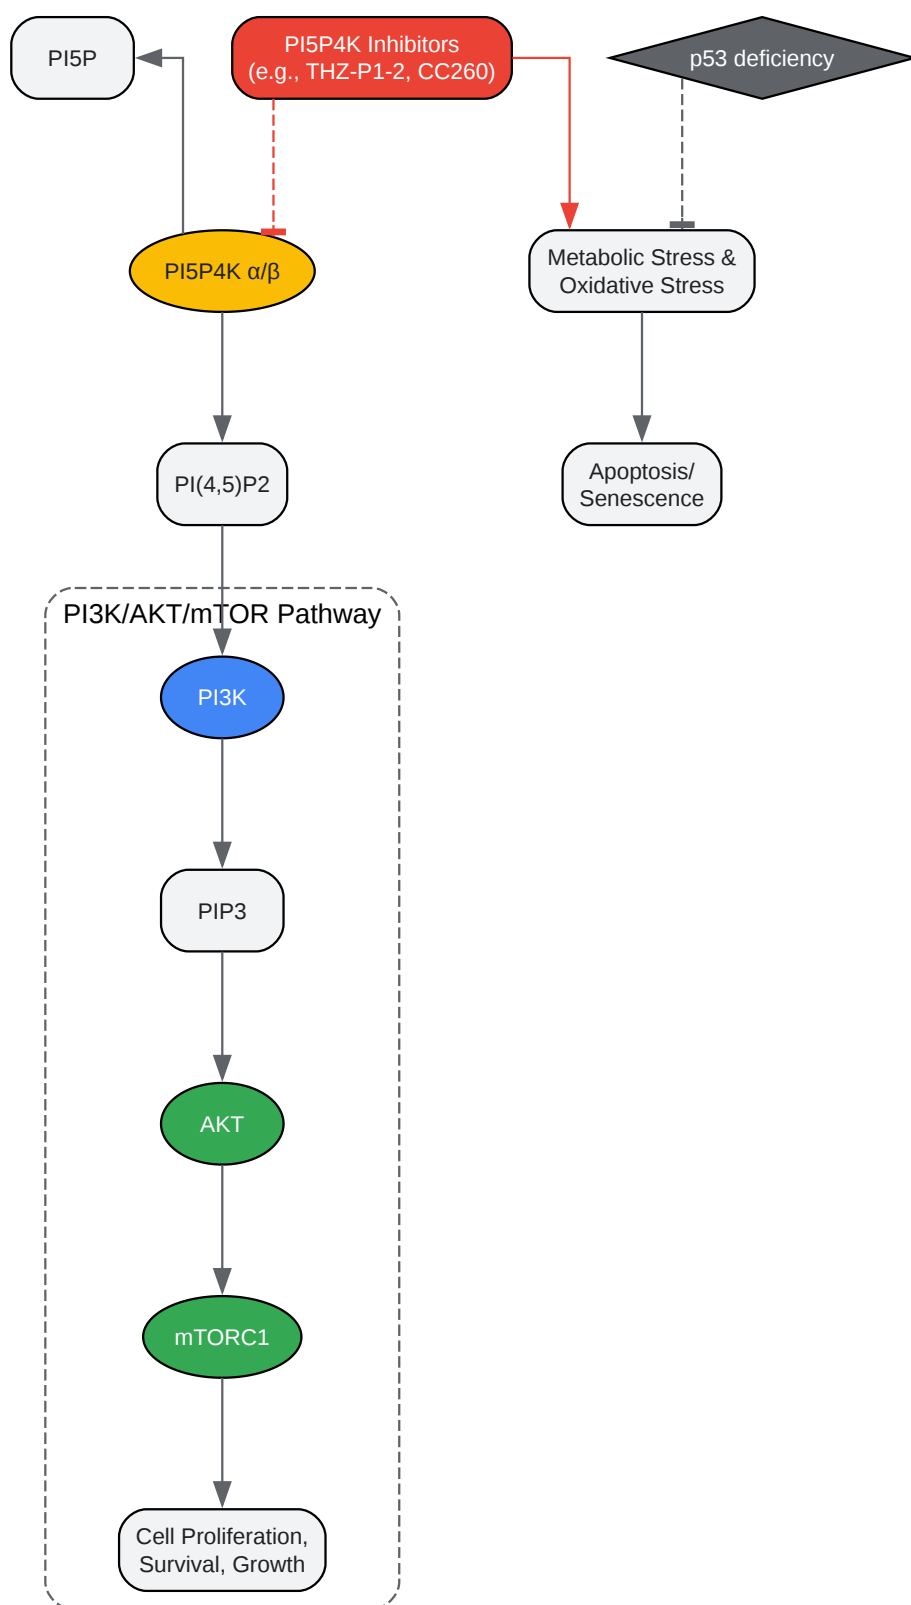 PI5P
PI5P4K Inhibitors
(e.g., THZ-P1-2, CC260)
p53 deficiency
PI5P4K α/β
Metabolic Stress &
Oxidative Stress
PI(4,5)P2
Apoptosis/
Senescence
PI3K/AKT/mTOR Pathway
PI3K
PIP3
AKT
mTORC1
Cell Proliferation,
Survival, Growth